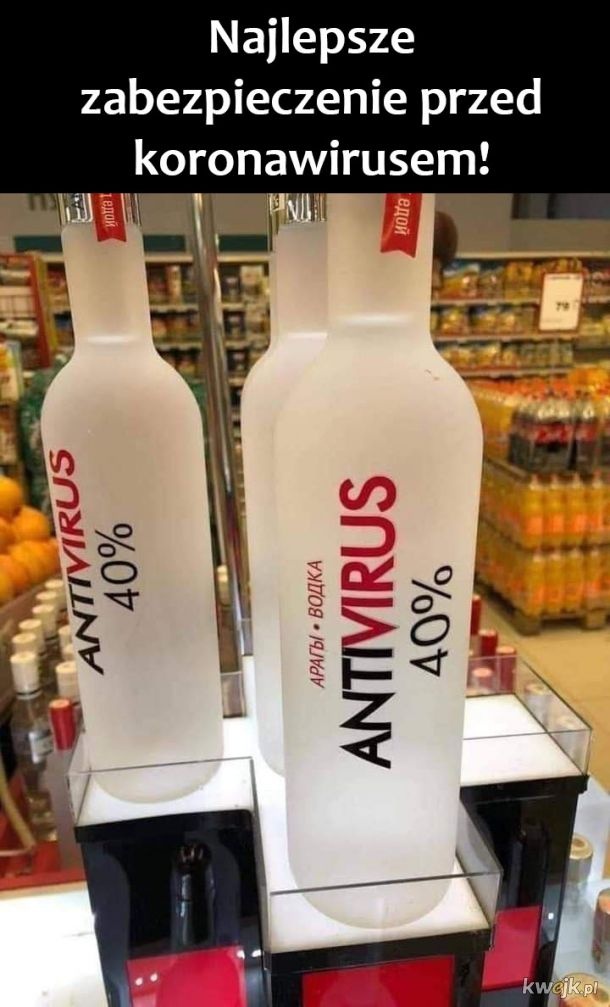 Najlepsze
zabezpieczenie przed
koronawirusem!
ANTIVIRUS
40%
АРАГЫ • ВОДКА
ANTIVIRUS
40%
kwejk.pl